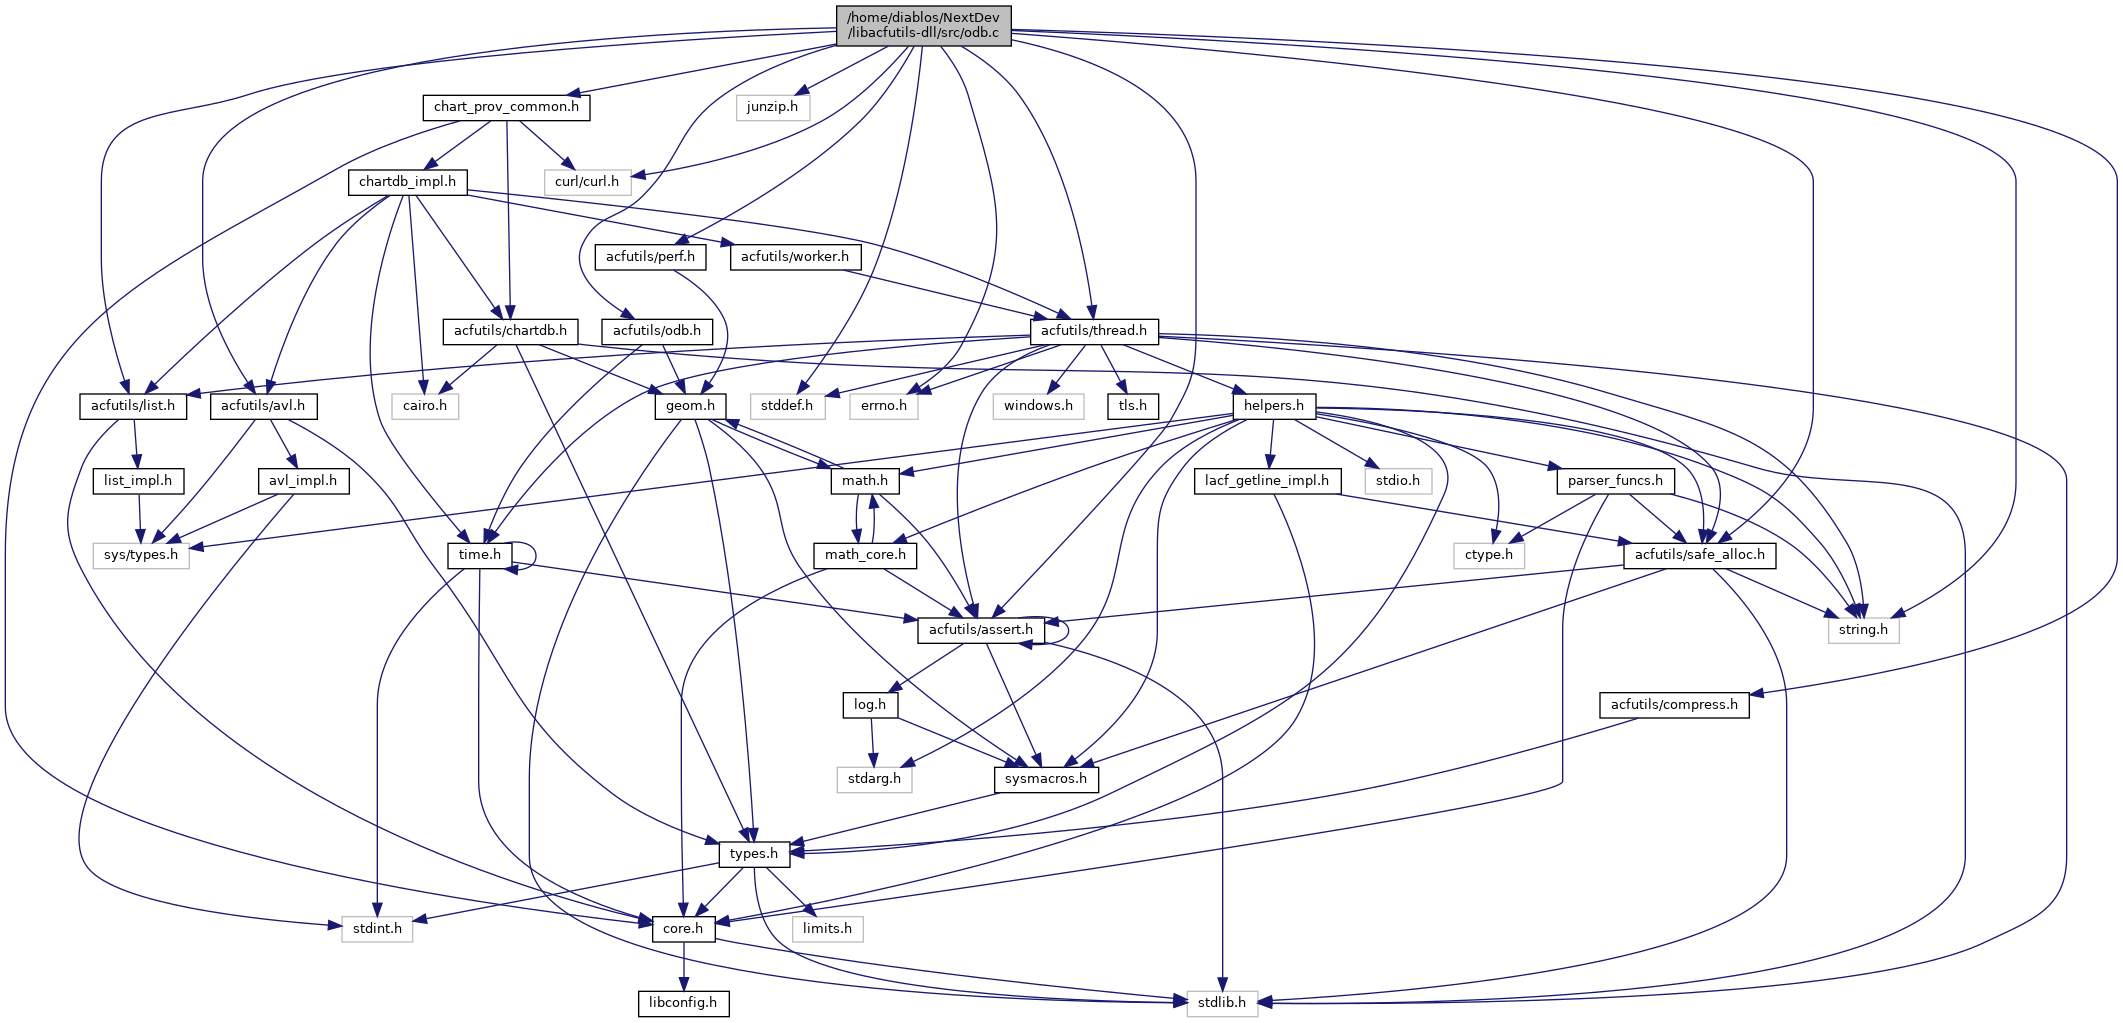 /home/diablos/NextDev
/libacfutils-dll/src/odb.c
chart_prov_common.h
junzip.h
chartdb_impl.h
curl/curl.h
acfutils/perf.h
acfutils/worker.h
acfutils/chartdb.h
acfutils/odb.h
acfutils/thread.h
acfutils/list.h
acfutils/avl.h
cairo.h
geom.h
stddef.h
errno.h
windows.h
tls.h
helpers.h
list_impl.h
avl_impl.h
math.h
lacf_getline_impl.h
stdio.h
parser_funcs.h
sys/types.h
time.h
math_core.h
ctype.h
acfutils/safe_alloc.h
acfutils/assert.h
string.h
log.h
acfutils/compress.h
stdarg.h
sysmacros.h
types.h
stdint.h
core.h
limits.h
libconfig.h
stdlib.h